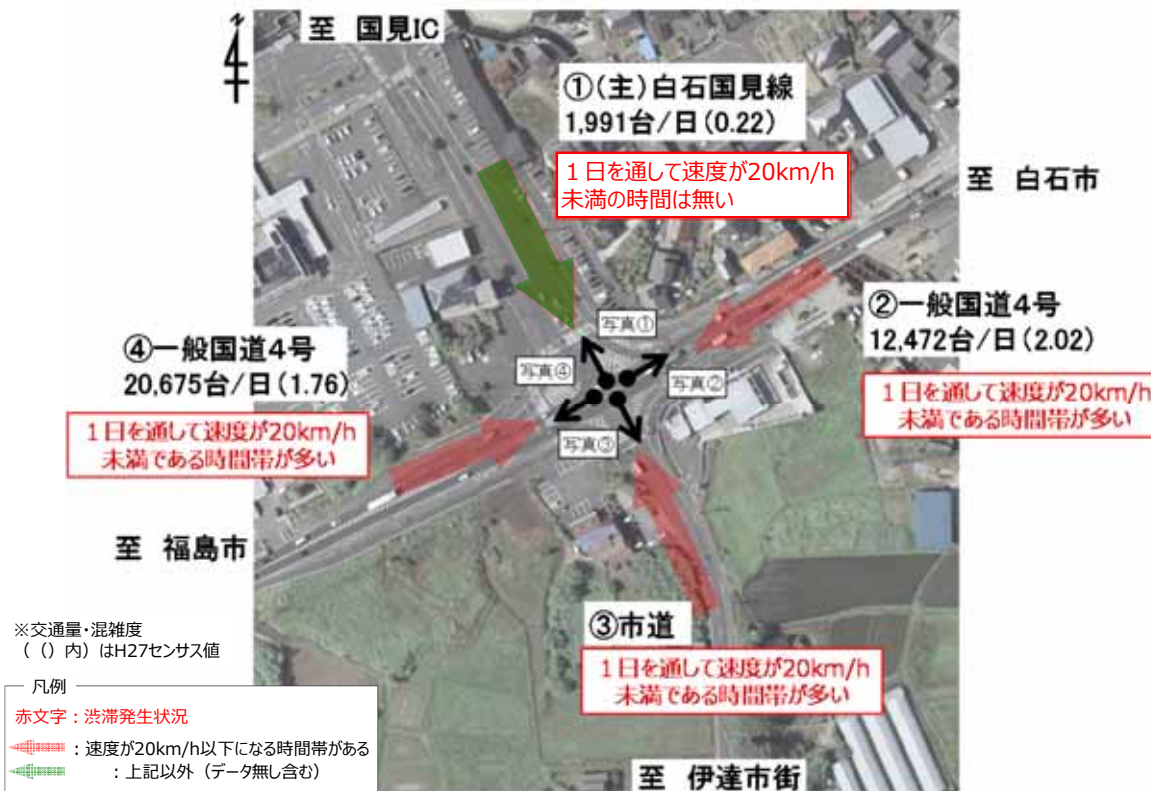 至 国見IC
①(主)白石国見線
1,991台/日(0.22)
1日を通して速度が20km/h
未満の時間は無い
至 白石市
②一般国道4号
12,472台/日(2.02)
1日を通して速度が20km/h
未満である時間帯が多い
④一般国道4号
20,675台/日(1.76)
1日を通して速度が20km/h
未満である時間帯が多い
写真①
写真④
写真②
写真③
至 福島市
③市道
1日を通して速度が20km/h
未満である時間帯が多い
至 伊達市街
※交通量・混雑度
(()内)はH27センサス値
凡例
赤文字:渋滞発生状況
:速度が20km/h以下になる時間帯がある
:上記以外(データ無し含む)